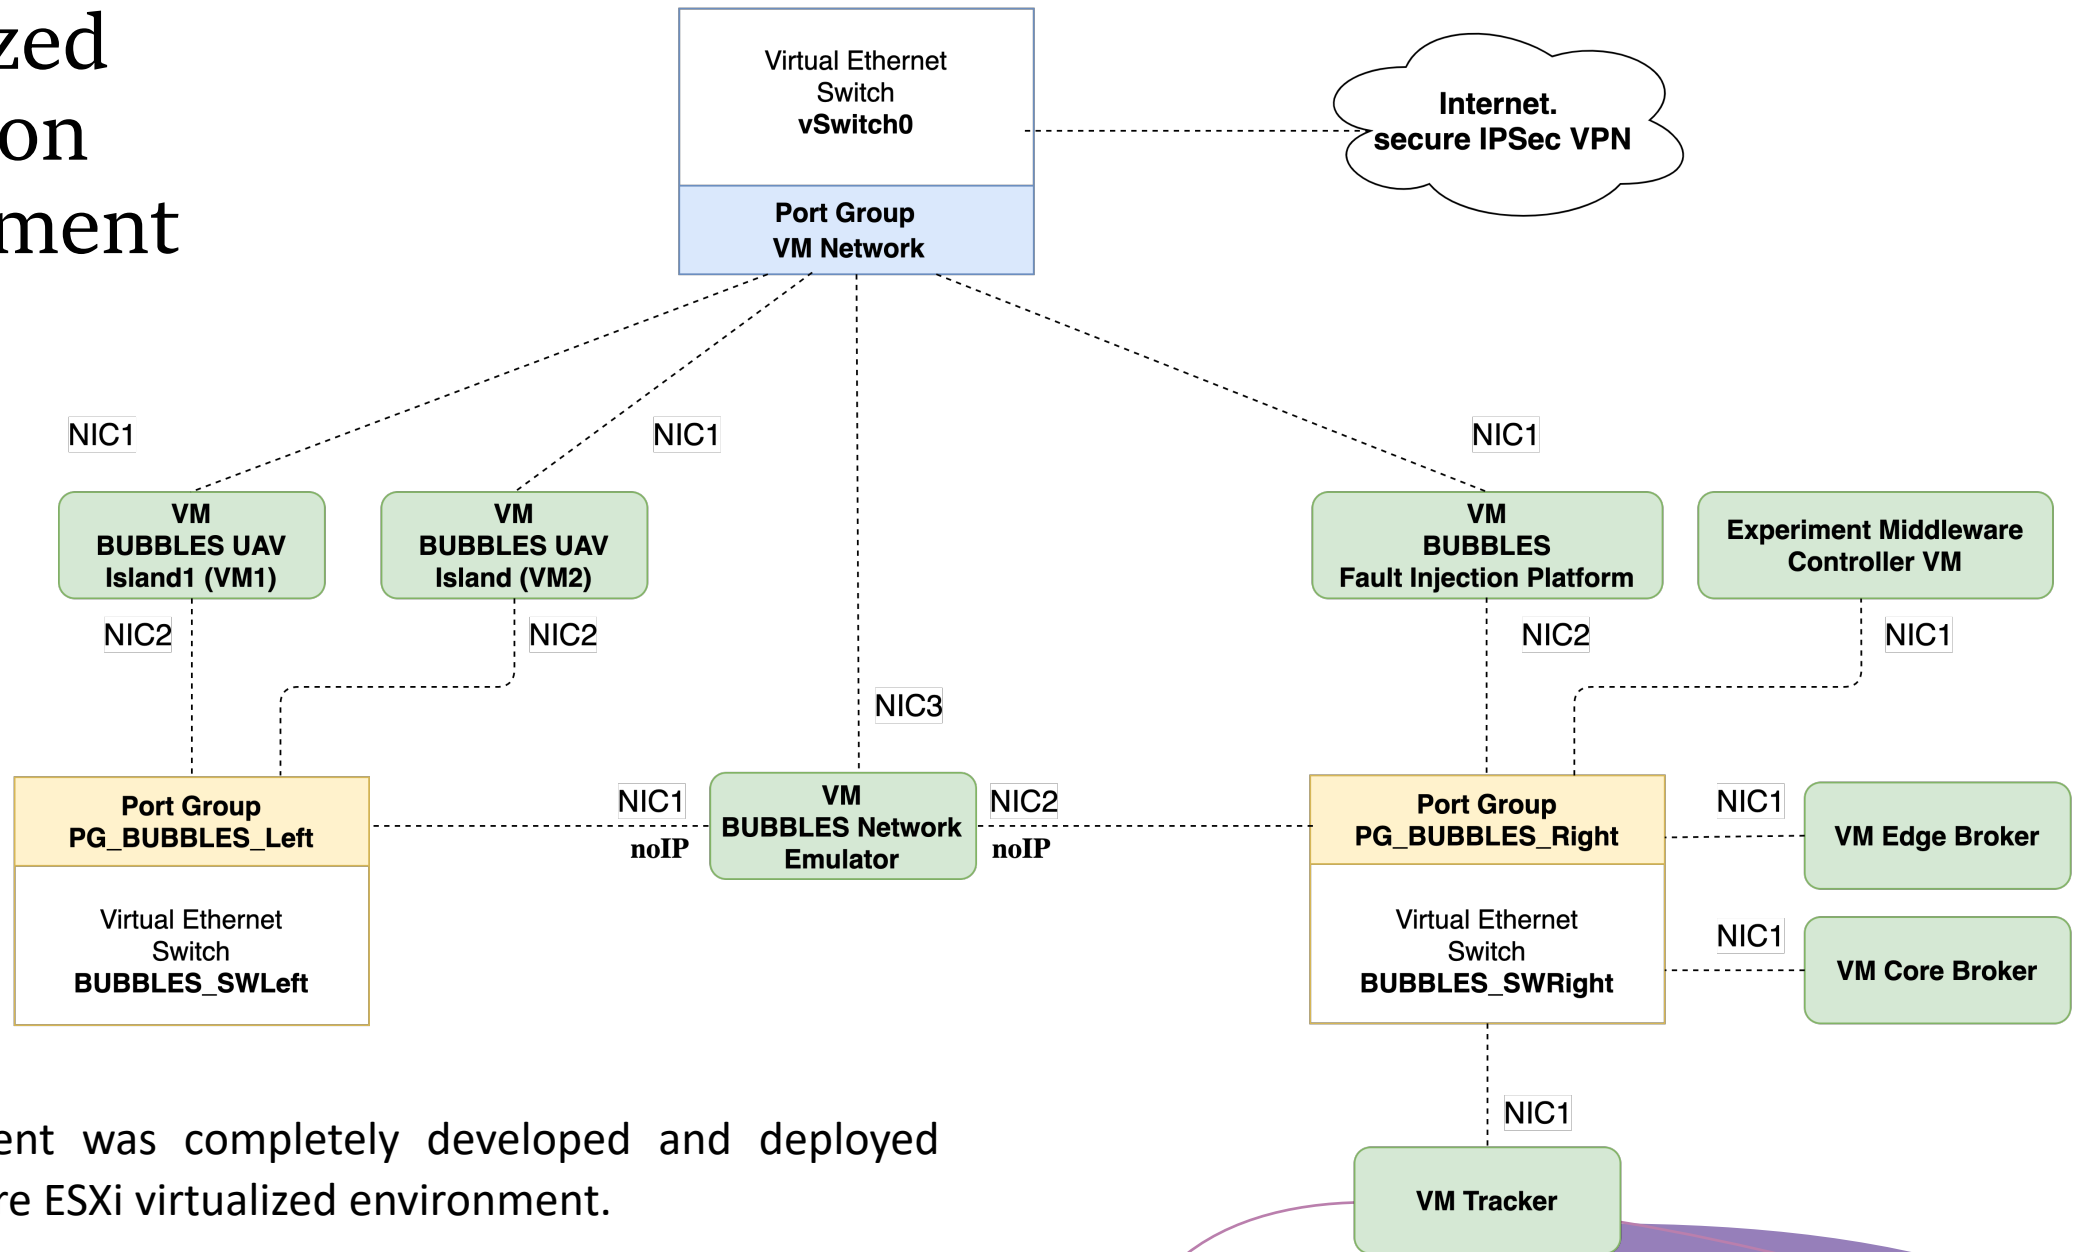 zed
on
ment
Virtual Ethernet
Switch
vSwitch0
Port Group
VM Network
Internet.
secure IPSec VPN
NIC1
NIC1
NIC1
VM
BUBBLES UAV
Island1 (VM1)
VM
BUBBLES UAV
Island (VM2)
VM
BUBBLES
Fault Injection Platform
Experiment Middleware
Controller VM
NIC2
NIC2
NIC2
NIC1
NIC3
Port Group
PG_BUBBLES_Left
Virtual Ethernet
Switch
BUBBLES_SWLeft
NIC1
noIP
VM
BUBBLES Network
Emulator
NIC2
noIP
Port Group
PG_BUBBLES_Right
Virtual Ethernet
Switch
BUBBLES_SWRight
NIC1
VM Edge Broker
NIC1
VM Core Broker
NIC1
VM Tracker
ent was completely developed and deployed
re ESXi virtualized environment.